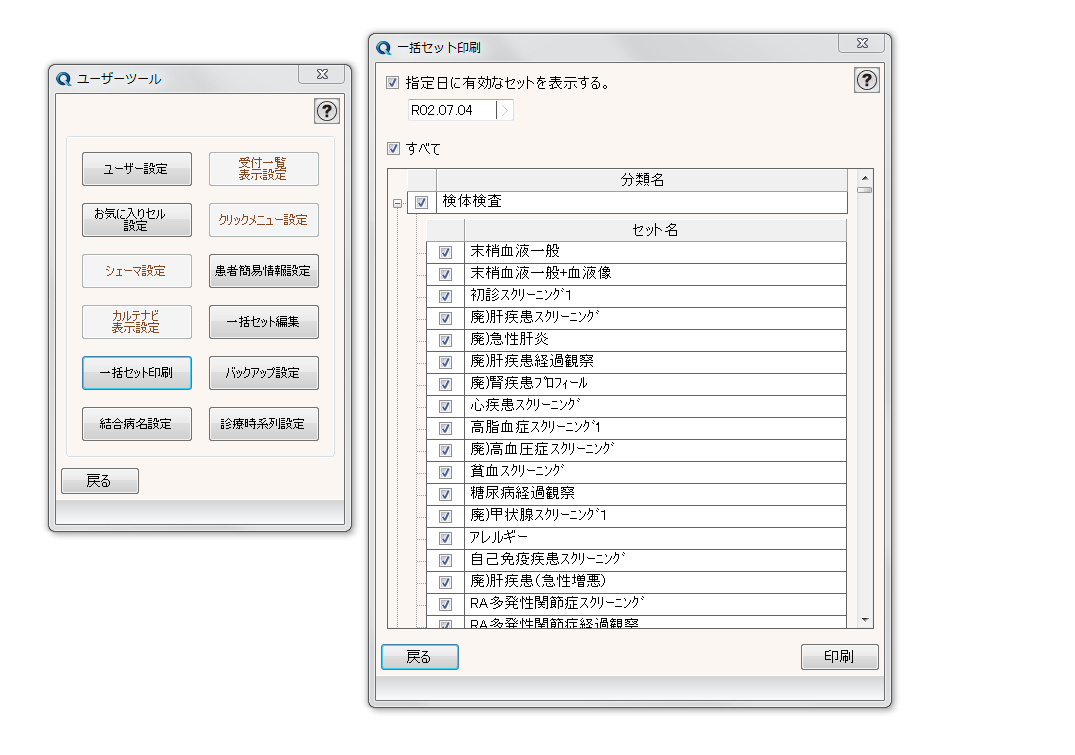 ユーザーツール
?
ユーザー設定
受付一覧
表示設定
お気に入りセル
設定
クリックメニュー設定
シェーマ設定
患者簡易情報設定
カルテナビ
表示設定
一括セット編集
一括セット印刷
バックアップ設定
結合病名設定
診療時系列設定
戻る
一括セット印刷
?
指定日に有効なセットを表示する。
R02.07.04
すべて
分類名
検体検査
セット名
末梢血液一般
末梢血液一般+血液像
初診ｽｸﾘｰﾆﾝｸﾞ1
廃)肝疾患ｽｸﾘｰﾆﾝｸﾞ
廃)急性肝炎
廃)肝疾患経過観察
廃)腎疾患ﾌﾟﾛﾌｨｰﾙ
心疾患ｽｸﾘｰﾆﾝｸﾞ
高脂血症ｽｸﾘｰﾆﾝｸﾞ1
廃)高血圧症ｽｸﾘｰﾆﾝｸﾞ
貧血ｽｸﾘｰﾆﾝｸﾞ
糖尿病経過観察
廃)甲状腺ｽｸﾘｰﾆﾝｸﾞ1
アレルギー
自己免疫疾患ｽｸﾘｰﾆﾝｸﾞ
廃)肝疾患(急性増悪)
RA多発性関節症ｽｸﾘｰﾆﾝｸﾞ
RA多発性関節症経過観察
戻る
印刷